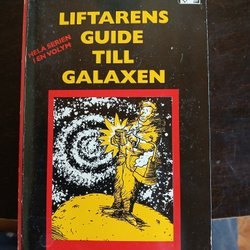 LIFTARENS
GUIDE
TILL
GALAXEN
HELA SERIEN
I EN VOLYM